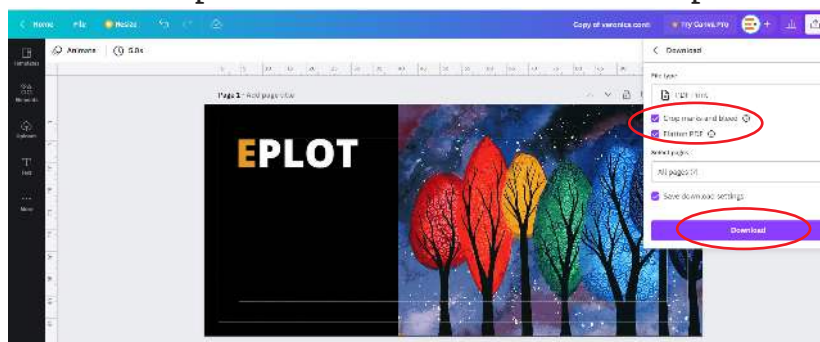 Home File Resize Copy of veronica conti Try Canva Pro
Animate 5.0s
Templates
Elements
Uploads
Text
More
Page 1 - Add page title
EPLOT
Download
File type
PDF Print
Crop marks and bleed
Flatten PDF
Select pages
All pages
Save download settings
Download